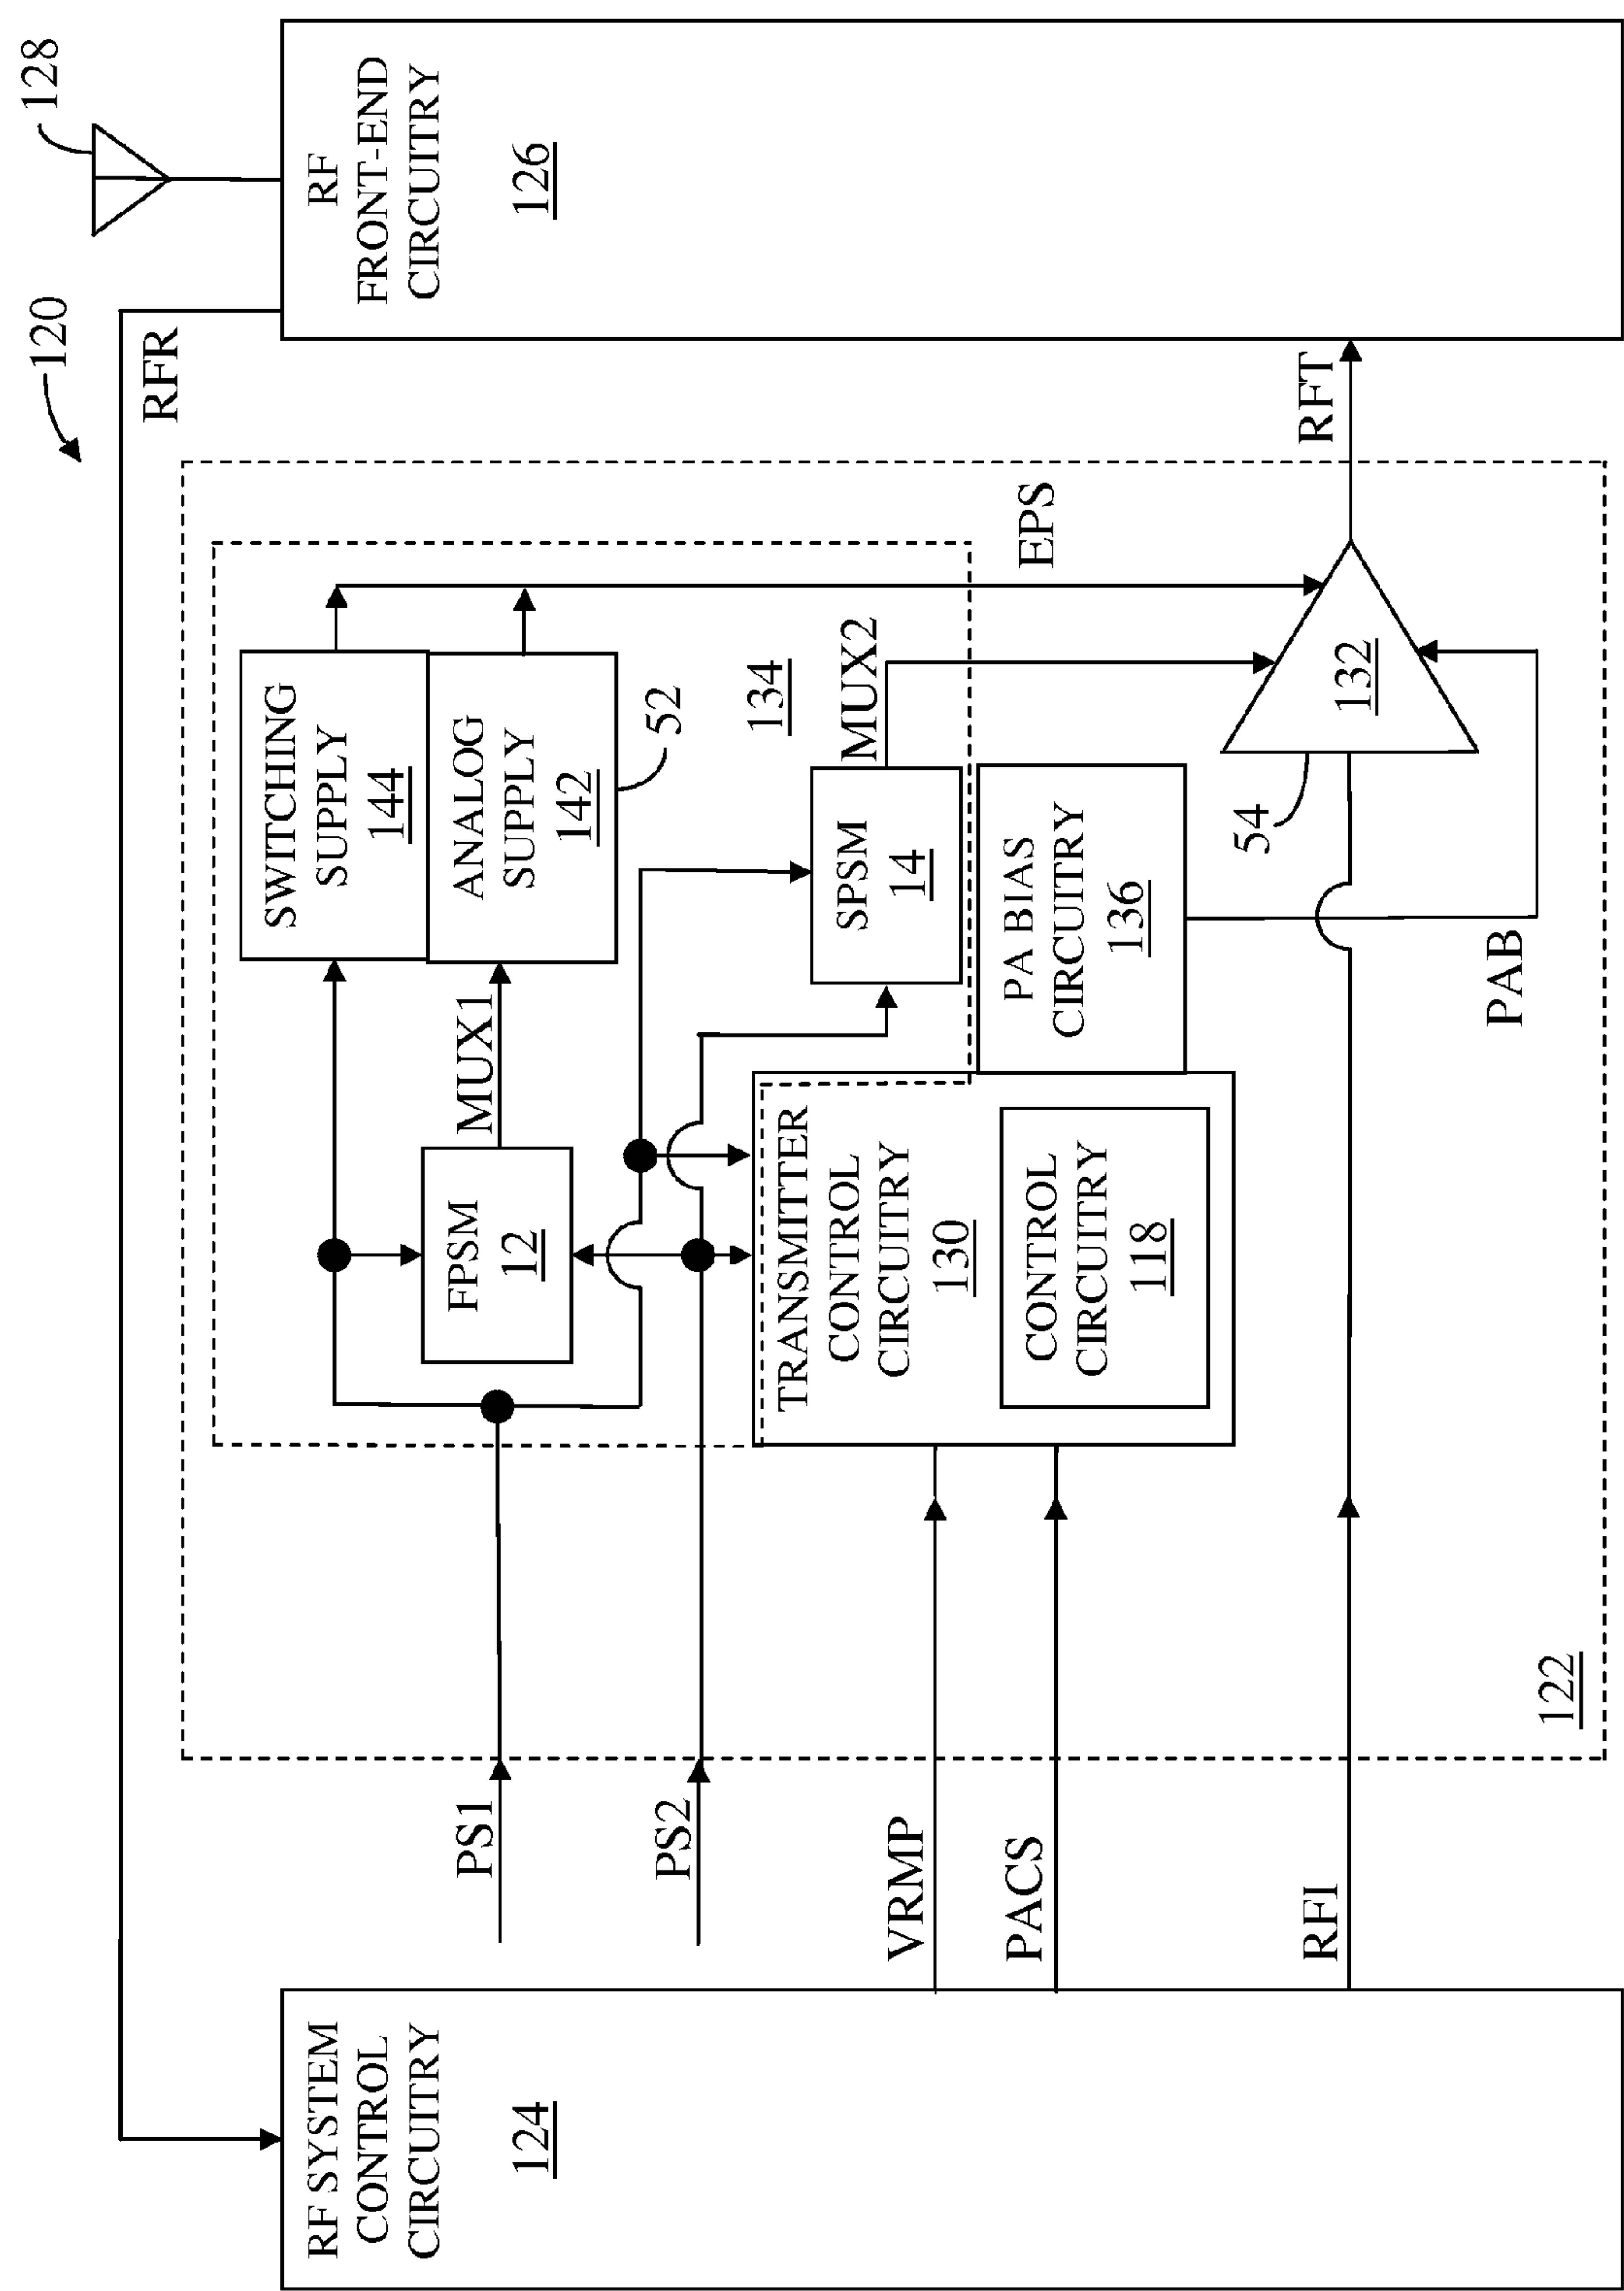 120
128
RFR
RF SYSTEM
CONTROL
CIRCUITRY
124
RF
FRONT-END
CIRCUITRY
126
SWITCHING
SUPPLY
144
ANALOG
SUPPLY
142
52
PS1
FPSM
12
MUX1
PS2
134
SPSM
14
MUX2
EPS
TRANSMITTER
CONTROL
CIRCUITRY
130
CONTROL
CIRCUITRY
118
PA BIAS
CIRCUITRY
136
VRMP
PACS
RFI
54
132
RFT
PAB
122